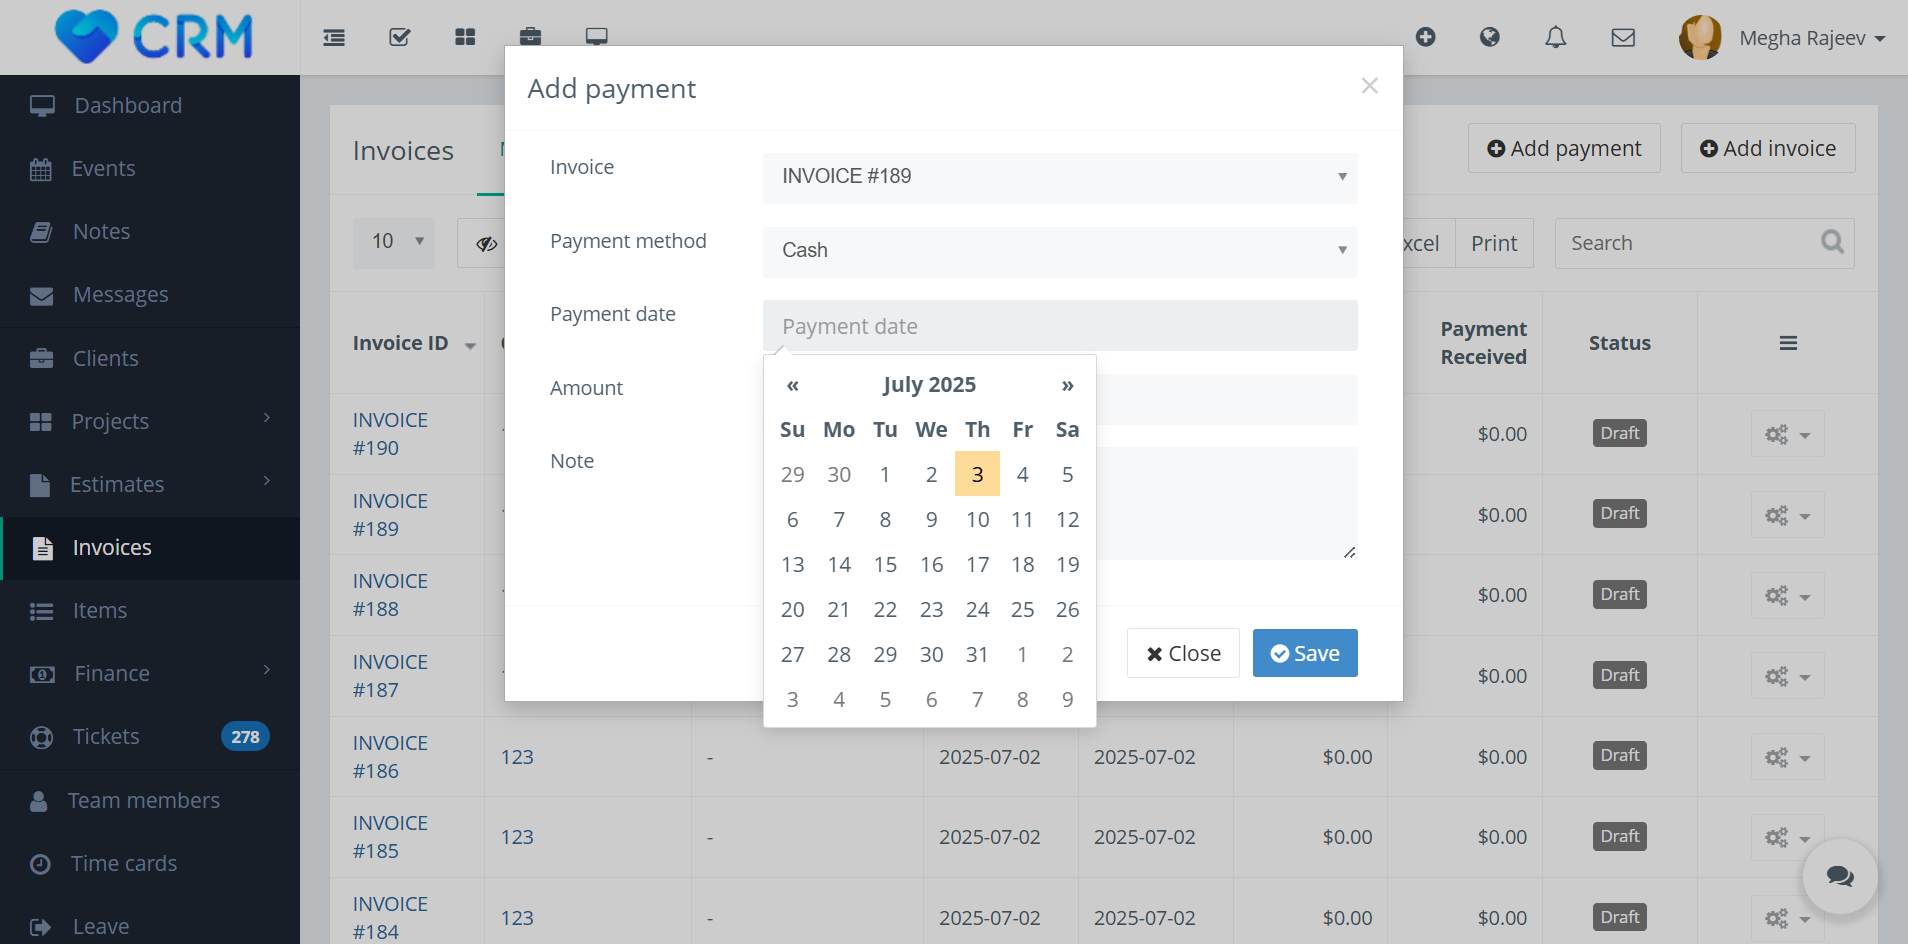 CRM
Megha Rajeev
Dashboard
Events
Notes
Messages
Clients
Projects
Estimates
Invoices
Items
Finance
Tickets 278
Team members
Time cards
Leave
Invoices
Add payment
Add invoice
10
xcel
Print
Search
Invoice ID
Payment
Received
Status
INVOICE
#190
$0.00 Draft
INVOICE
#189
$0.00 Draft
INVOICE
#188
$0.00 Draft
INVOICE
#187
$0.00 Draft
INVOICE
#186
123 - 2025-07-02 2025-07-02 $0.00 $0.00 Draft
INVOICE
#185
123 - 2025-07-02 2025-07-02 $0.00 $0.00 Draft
INVOICE
#184
123 - 2025-07-02 2025-07-02 $0.00 $0.00 Draft
Add payment ×
Invoice INVOICE #189
Payment method Cash
Payment date Payment date
Amount
Note
« July 2025 »
Su Mo Tu We Th Fr Sa
29 30 1 2 3 4 5
6 7 8 9 10 11 12
13 14 15 16 17 18 19
20 21 22 23 24 25 26
27 28 29 30 31 1 2
3 4 5 6 7 8 9
Close
Save